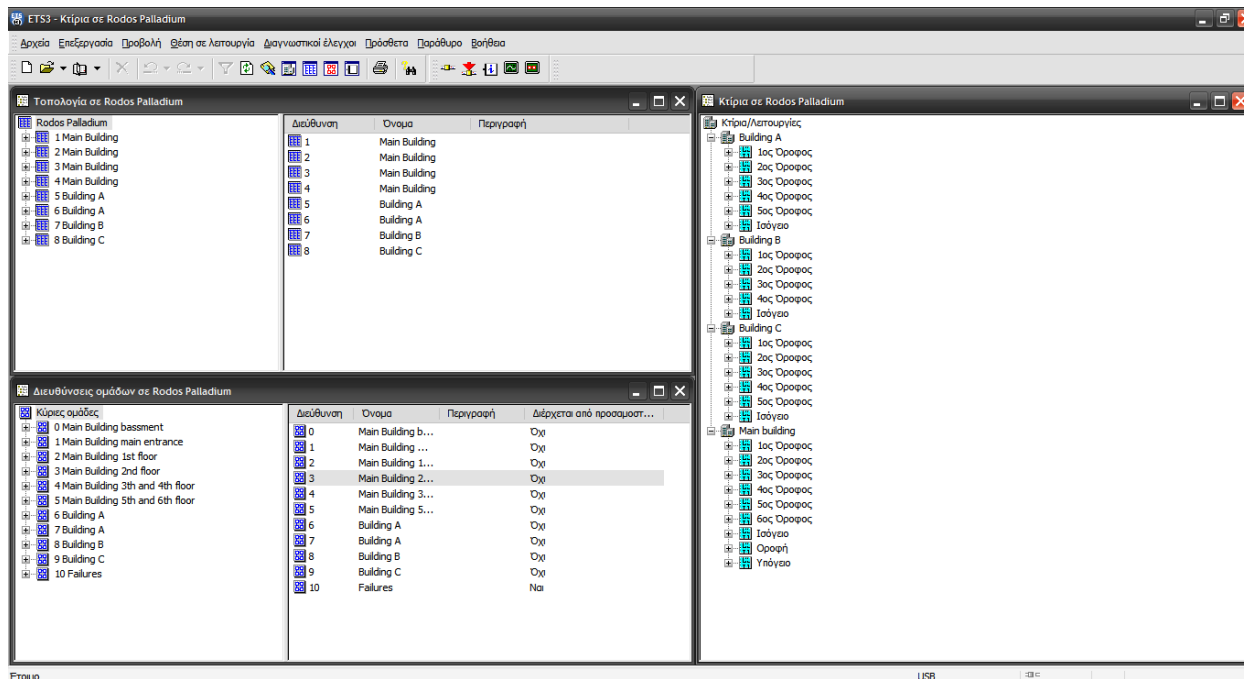 ETS3 - Κτίρια σε Rodos Palladium
Αρχεία Επεξεργασία Προβολή Θέση σε λειτουργία Διαγνωστικοί έλεγχοι Πρόσθετα Παράθυρο Βοήθεια
Τοπολογία σε Rodos Palladium
Rodos Palladium
1 Main Building
2 Main Building
3 Main Building
4 Main Building
5 Building A
6 Building A
7 Building B
8 Building C
Διεύθυνση Όνομα Περιγραφή
1 Main Building
2 Main Building
3 Main Building
4 Main Building
5 Building A
6 Building A
7 Building B
8 Building C
Διευθύνσεις ομάδων σε Rodos Palladium
Κύριες ομάδες
0 Main Building bassment
1 Main Building main entrance
2 Main Building 1st floor
3 Main Building 2nd floor
4 Main Building 3th and 4th floor
5 Main Building 5th and 6th floor
6 Building A
7 Building A
8 Building B
9 Building C
10 Failures
Διεύθυνση Όνομα Περιγραφή Διέρχεται από προσαμοστ...
0 Main Building b... Όχι
1 Main Building ... Όχι
2 Main Building 1... Όχι
3 Main Building 2... Όχι
4 Main Building 3... Όχι
5 Main Building 5... Όχι
6 Building A Όχι
7 Building A Όχι
8 Building B Όχι
9 Building C Όχι
10 Failures Ναι
Κτίρια σε Rodos Palladium
Κτίρια/Λειτουργίες
Building A
1ος Όροφος
2ος Όροφος
3ος Όροφος
4ος Όροφος
5ος Όροφος
Ισόγειο
Building B
1ος Όροφος
2ος Όροφος
3ος Όροφος
4ος Όροφος
Ισόγειο
Building C
1ος Όροφος
2ος Όροφος
3ος Όροφος
4ος Όροφος
5ος Όροφος
Ισόγειο
Main building
1ος Όροφος
2ος Όροφος
3ος Όροφος
4ος Όροφος
5ος Όροφος
6ος Όροφος
Ισόγειο
Οροφή
Υπόγειο
Έτοιμο USB